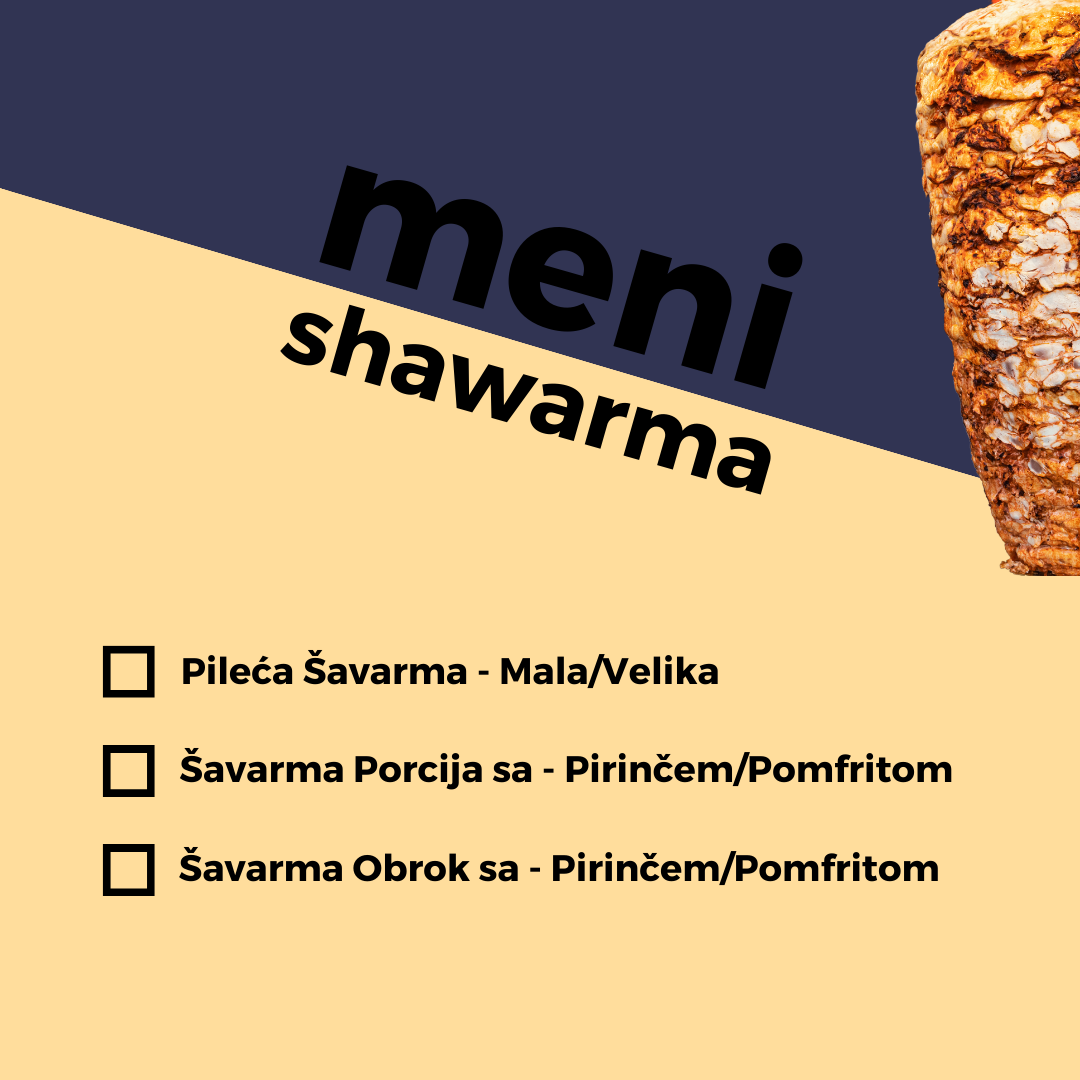 meni
shawarma
Pileća Šavarma - Mala/Velika
Šavarma Porcija sa - Pirinčem/Pomfritom
Šavarma Obrok sa - Pirinčem/Pomfritom